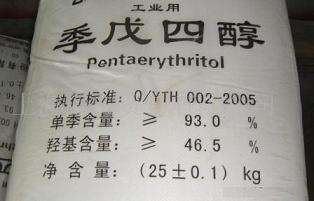 工业用
季戊四醇
pentaerythritol
执行标准: Q/YTH 002-2005
单季含量: ≥ 93.0 %
羟基含量: ≥ 46.5 %
净 含 量: (25±0.1) kg